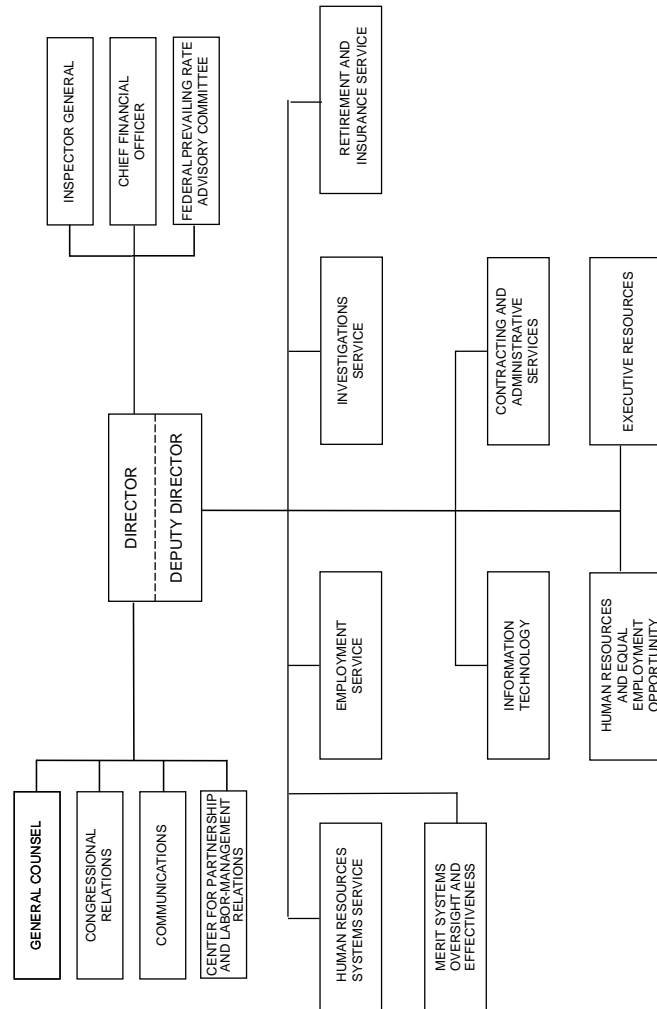 GENERAL COUNSEL
CONGRESSIONAL
RELATIONS
COMMUNICATIONS
CENTER FOR PARTNERSHIP
AND LABOR-MANAGEMENT
RELATIONS
DIRECTOR
DEPUTY DIRECTOR
INSPECTOR GENERAL
CHIEF FINANCIAL
OFFICER
FEDERAL PREVAILING RATE
ADVISORY COMMITTEE
HUMAN RESOURCES
SYSTEMS SERVICE
EMPLOYMENT
SERVICE
INVESTIGATIONS
SERVICE
RETIREMENT AND
INSURANCE SERVICE
MERIT SYSTEMS
OVERSIGHT AND
EFFECTIVENESS
INFORMATION
TECHNOLOGY
CONTRACTING AND
ADMINISTRATIVE
SERVICES
HUMAN RESOURCES
AND EQUAL
EMPLOYMENT
OPPORTUNITY
EXECUTIVE RESOURCES